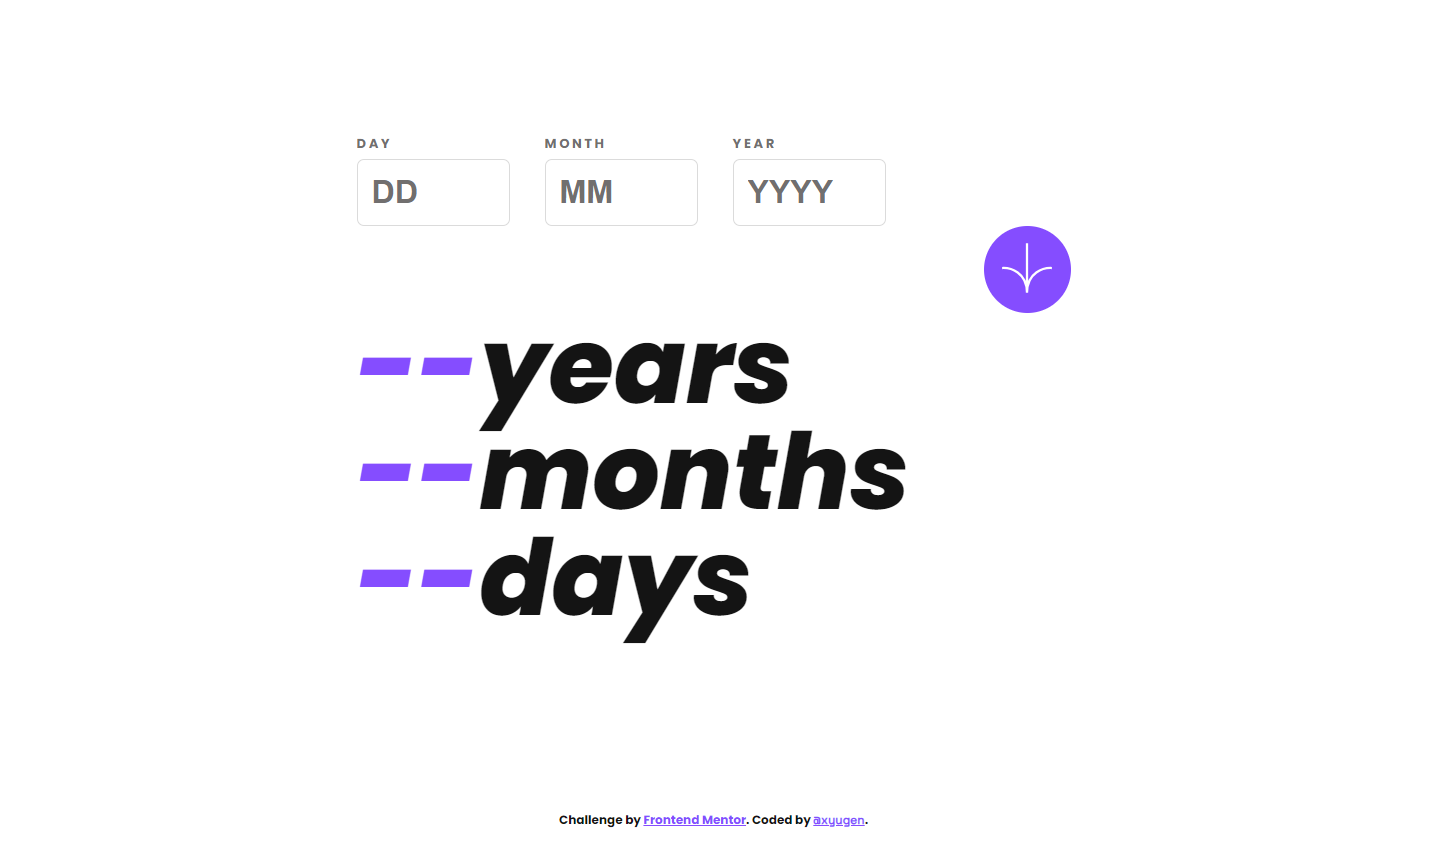 DAY MONTH YEAR
DD MM YYYY
--years
--months
--days
Challenge by Frontend Mentor. Coded by @xyugen.